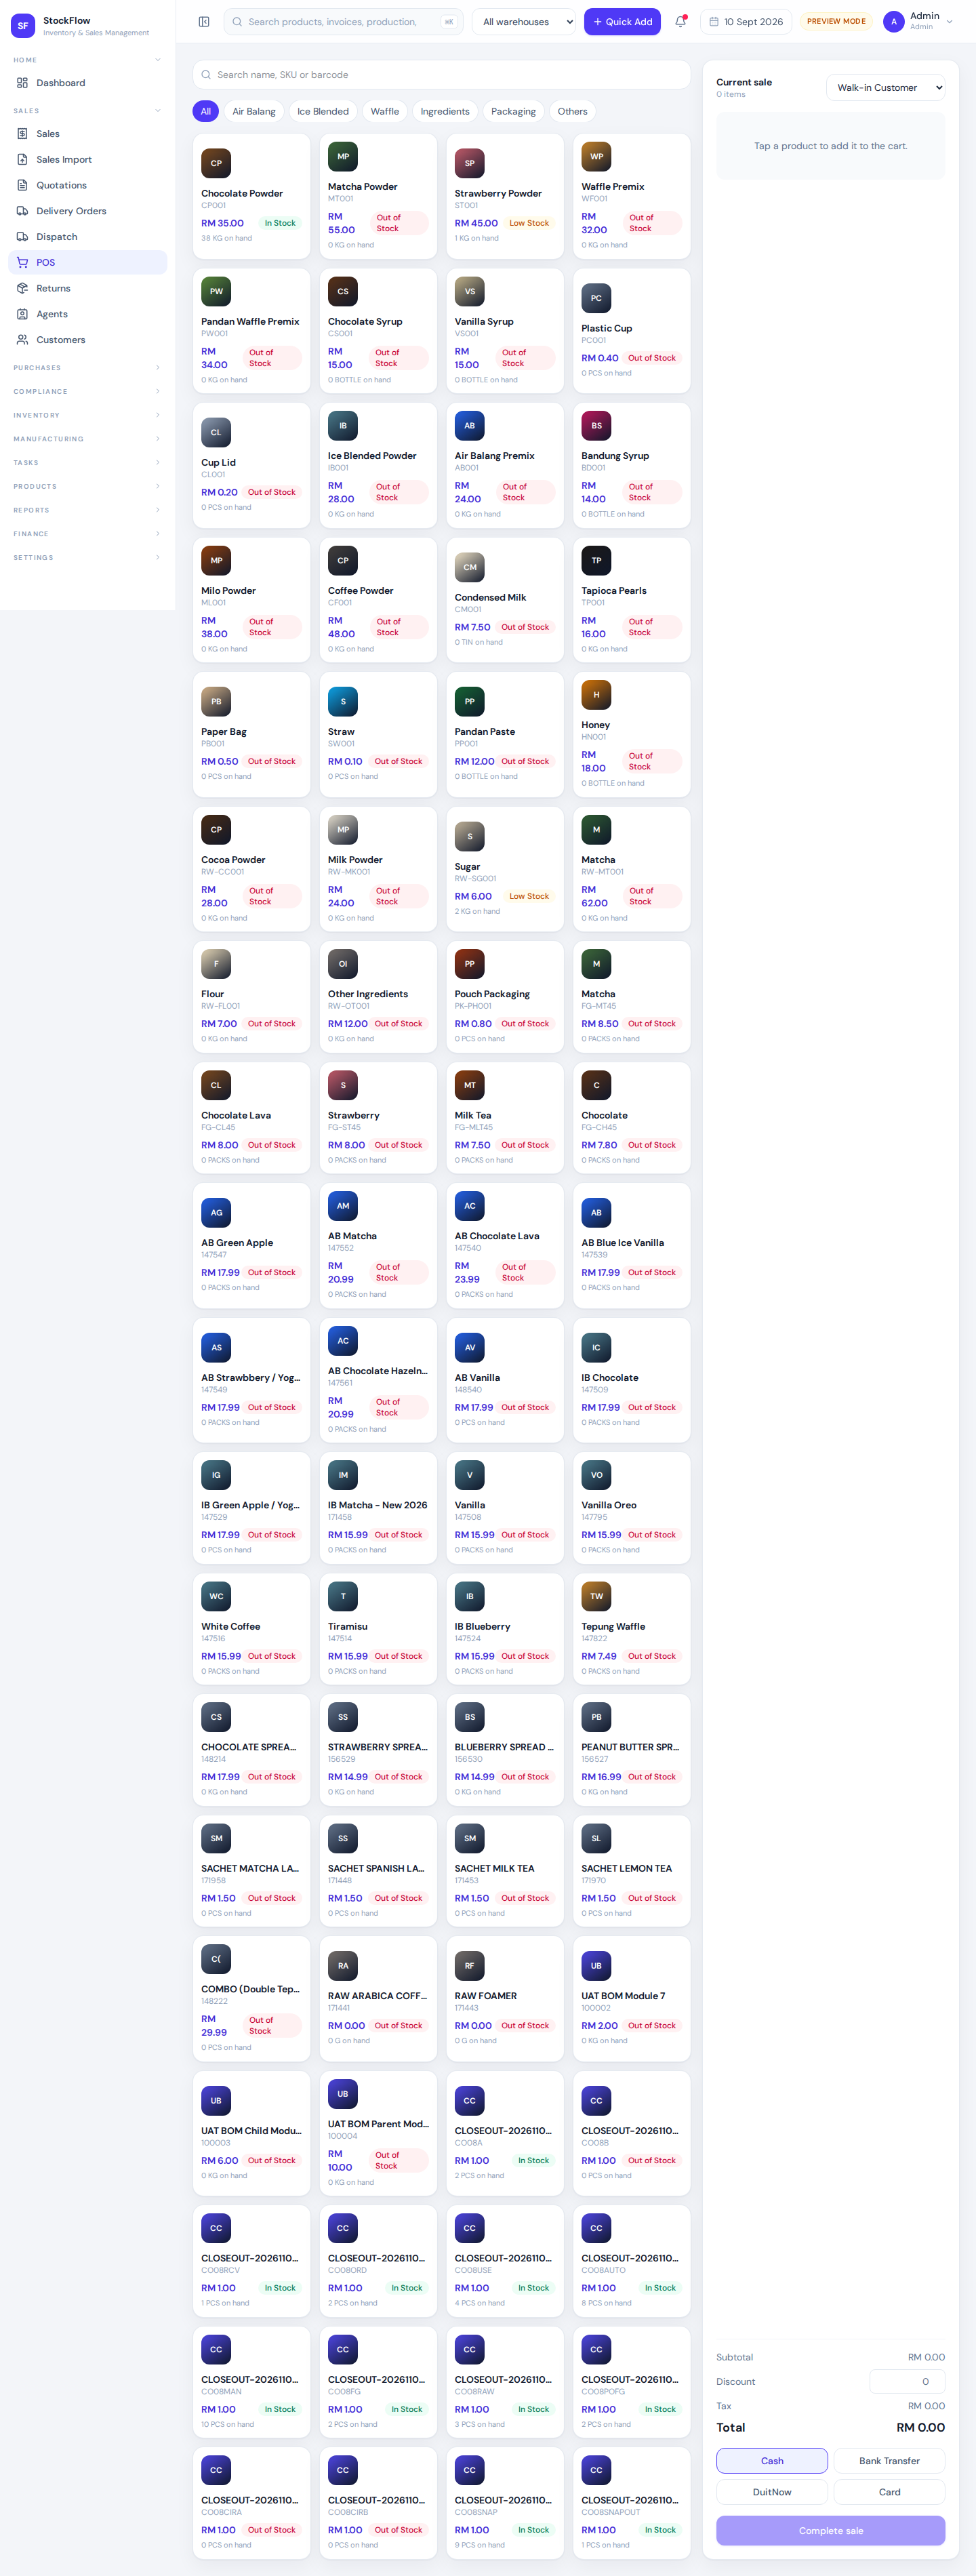 SF
StockFlow
Inventory & Sales Management
HOME
Dashboard
SALES
Sales
Sales Import
Quotations
Delivery Orders
Dispatch
POS
Returns
Agents
Customers
PURCHASES
COMPLIANCE
INVENTORY
MANUFACTURING
TASKS
PRODUCTS
REPORTS
FINANCE
SETTINGS
Search products, invoices, production,
⌘K
All warehouses
+ Quick Add
10 Sept 2026
PREVIEW MODE
A
Admin
Admin
Search name, SKU or barcode
All Air Balang Ice Blended Waffle Ingredients Packaging Others
CP
Chocolate Powder
CP001
RM 35.00 In Stock
38 KG on hand
MP
Matcha Powder
MT001
RM 55.00 Out of Stock
0 KG on hand
SP
Strawberry Powder
ST001
RM 45.00 Low Stock
1 KG on hand
WP
Waffle Premix
WF001
RM 32.00 Out of Stock
0 KG on hand
PW
Pandan Waffle Premix
PW001
RM 34.00 Out of Stock
0 KG on hand
CS
Chocolate Syrup
CS001
RM 15.00 Out of Stock
0 BOTTLE on hand
VS
Vanilla Syrup
VS001
RM 15.00 Out of Stock
0 BOTTLE on hand
PC
Plastic Cup
PC001
RM 0.40 Out of Stock
0 PCS on hand
CL
Cup Lid
CL001
RM 0.20 Out of Stock
0 PCS on hand
IB
Ice Blended Powder
IB001
RM 28.00 Out of Stock
0 KG on hand
AB
Air Balang Premix
AB001
RM 24.00 Out of Stock
0 KG on hand
BS
Bandung Syrup
BD001
RM 14.00 Out of Stock
0 BOTTLE on hand
MP
Milo Powder
ML001
RM 38.00 Out of Stock
0 KG on hand
CP
Coffee Powder
CF001
RM 48.00 Out of Stock
0 KG on hand
CM
Condensed Milk
CM001
RM 7.50 Out of Stock
0 TIN on hand
TP
Tapioca Pearls
TP001
RM 16.00 Out of Stock
0 KG on hand
PB
Paper Bag
PB001
RM 0.50 Out of Stock
0 PCS on hand
S
Straw
SW001
RM 0.10 Out of Stock
0 PCS on hand
PP
Pandan Paste
PP001
RM 12.00 Out of Stock
0 BOTTLE on hand
H
Honey
HN001
RM 18.00 Out of Stock
0 BOTTLE on hand
CP
Cocoa Powder
RW-CC001
RM 28.00 Out of Stock
0 KG on hand
MP
Milk Powder
RW-MK001
RM 24.00 Out of Stock
0 KG on hand
S
Sugar
RW-SG001
RM 6.00 Low Stock
2 KG on hand
M
Matcha
RW-MT001
RM 62.00 Out of Stock
0 KG on hand
F
Flour
RW-FL001
RM 7.00 Out of Stock
0 KG on hand
OI
Other Ingredients
RW-OT001
RM 12.00 Out of Stock
0 KG on hand
PP
Pouch Packaging
PK-PH001
RM 0.80 Out of Stock
0 PCS on hand
M
Matcha
FG-MT45
RM 8.50 Out of Stock
0 PACKS on hand
CL
Chocolate Lava
FG-CL45
RM 8.00 Out of Stock
0 PACKS on hand
S
Strawberry
FG-ST45
RM 8.00 Out of Stock
0 PACKS on hand
MT
Milk Tea
FG-MLT45
RM 7.50 Out of Stock
0 PACKS on hand
C
Chocolate
FG-CH45
RM 7.80 Out of Stock
0 PACKS on hand
AG
AB Green Apple
147547
RM 17.99 Out of Stock
0 PACKS on hand
AM
AB Matcha
147552
RM 20.99 Out of Stock
0 PACKS on hand
AC
AB Chocolate Lava
147540
RM 23.99 Out of Stock
0 PACKS on hand
AB
AB Blue Ice Vanilla
147539
RM 17.99 Out of Stock
0 PACKS on hand
AS
AB Strawbbery / Yog...
147549
RM 17.99 Out of Stock
0 PACKS on hand
AC
AB Chocolate Hazeln...
147561
RM 20.99 Out of Stock
0 PACKS on hand
AV
AB Vanilla
148540
RM 17.99 Out of Stock
0 PCS on hand
IC
IB Chocolate
147509
RM 17.99 Out of Stock
0 PACKS on hand
IG
IB Green Apple / Yog...
147529
RM 17.99 Out of Stock
0 PCS on hand
IM
IB Matcha - New 2026
171458
RM 15.99 Out of Stock
0 PACKS on hand
V
Vanilla
147508
RM 15.99 Out of Stock
0 PACKS on hand
VO
Vanilla Oreo
147795
RM 15.99 Out of Stock
0 PACKS on hand
WC
White Coffee
147516
RM 15.99 Out of Stock
0 PACKS on hand
T
Tiramisu
147514
RM 15.99 Out of Stock
0 PACKS on hand
IB
IB Blueberry
147524
RM 15.99 Out of Stock
0 PACKS on hand
TW
Tepung Waffle
147822
RM 7.49 Out of Stock
0 PACKS on hand
CS
CHOCOLATE SPREA...
148214
RM 17.99 Out of Stock
0 KG on hand
SS
STRAWBERRY SPREA...
156529
RM 14.99 Out of Stock
0 KG on hand
BS
BLUEBERRY SPREAD ...
156530
RM 14.99 Out of Stock
0 KG on hand
PB
PEANUT BUTTER SPR...
156527
RM 16.99 Out of Stock
0 KG on hand
SM
SACHET MATCHA LA...
171958
RM 1.50 Out of Stock
0 PCS on hand
SS
SACHET SPANISH LA...
171448
RM 1.50 Out of Stock
0 PCS on hand
SM
SACHET MILK TEA
171453
RM 1.50 Out of Stock
0 PCS on hand
SL
SACHET LEMON TEA
171970
RM 1.50 Out of Stock
0 PCS on hand
C(
COMBO (Double Tep...
148222
RM 29.99 Out of Stock
0 PCS on hand
RA
RAW ARABICA COFF...
171441
RM 0.00 Out of Stock
0 G on hand
RF
RAW FOAMER
171443
RM 0.00 Out of Stock
0 G on hand
UB
UAT BOM Module 7
100002
RM 2.00 Out of Stock
0 KG on hand
UB
UAT BOM Child Modu...
100003
RM 6.00 Out of Stock
0 KG on hand
UB
UAT BOM Parent Mod...
100004
RM 10.00 Out of Stock
0 KG on hand
CC
CLOSEOUT-2026110...
CO08A
RM 1.00 In Stock
2 PCS on hand
CC
CLOSEOUT-2026110...
CO08B
RM 1.00 Out of Stock
0 PCS on hand
CC
CLOSEOUT-2026110...
CO08RCV
RM 1.00 In Stock
1 PCS on hand
CC
CLOSEOUT-2026110...
CO08ORD
RM 1.00 In Stock
2 PCS on hand
CC
CLOSEOUT-2026110...
CO08USE
RM 1.00 In Stock
4 PCS on hand
CC
CLOSEOUT-2026110...
CO08AUTO
RM 1.00 In Stock
8 PCS on hand
CC
CLOSEOUT-2026110...
CO08MAN
RM 1.00 In Stock
10 PCS on hand
CC
CLOSEOUT-2026110...
CO08FG
RM 1.00 In Stock
2 PCS on hand
CC
CLOSEOUT-2026110...
CO08RAW
RM 1.00 In Stock
3 PCS on hand
CC
CLOSEOUT-2026110...
CO08POFG
RM 1.00 In Stock
2 PCS on hand
CC
CLOSEOUT-2026110...
CO08CIRA
RM 1.00 Out of Stock
0 PCS on hand
CC
CLOSEOUT-2026110...
CO08CIRB
RM 1.00 Out of Stock
0 PCS on hand
CC
CLOSEOUT-2026110...
CO08SNAP
RM 1.00 In Stock
9 PCS on hand
CC
CLOSEOUT-2026110...
CO08SNAPOUT
RM 1.00 In Stock
1 PCS on hand
Current sale
0 items
Walk-in Customer
Tap a product to add it to the cart.
Subtotal RM 0.00
Discount 0
Tax RM 0.00
Total RM 0.00
Cash Bank Transfer
DuitNow Card
Complete sale